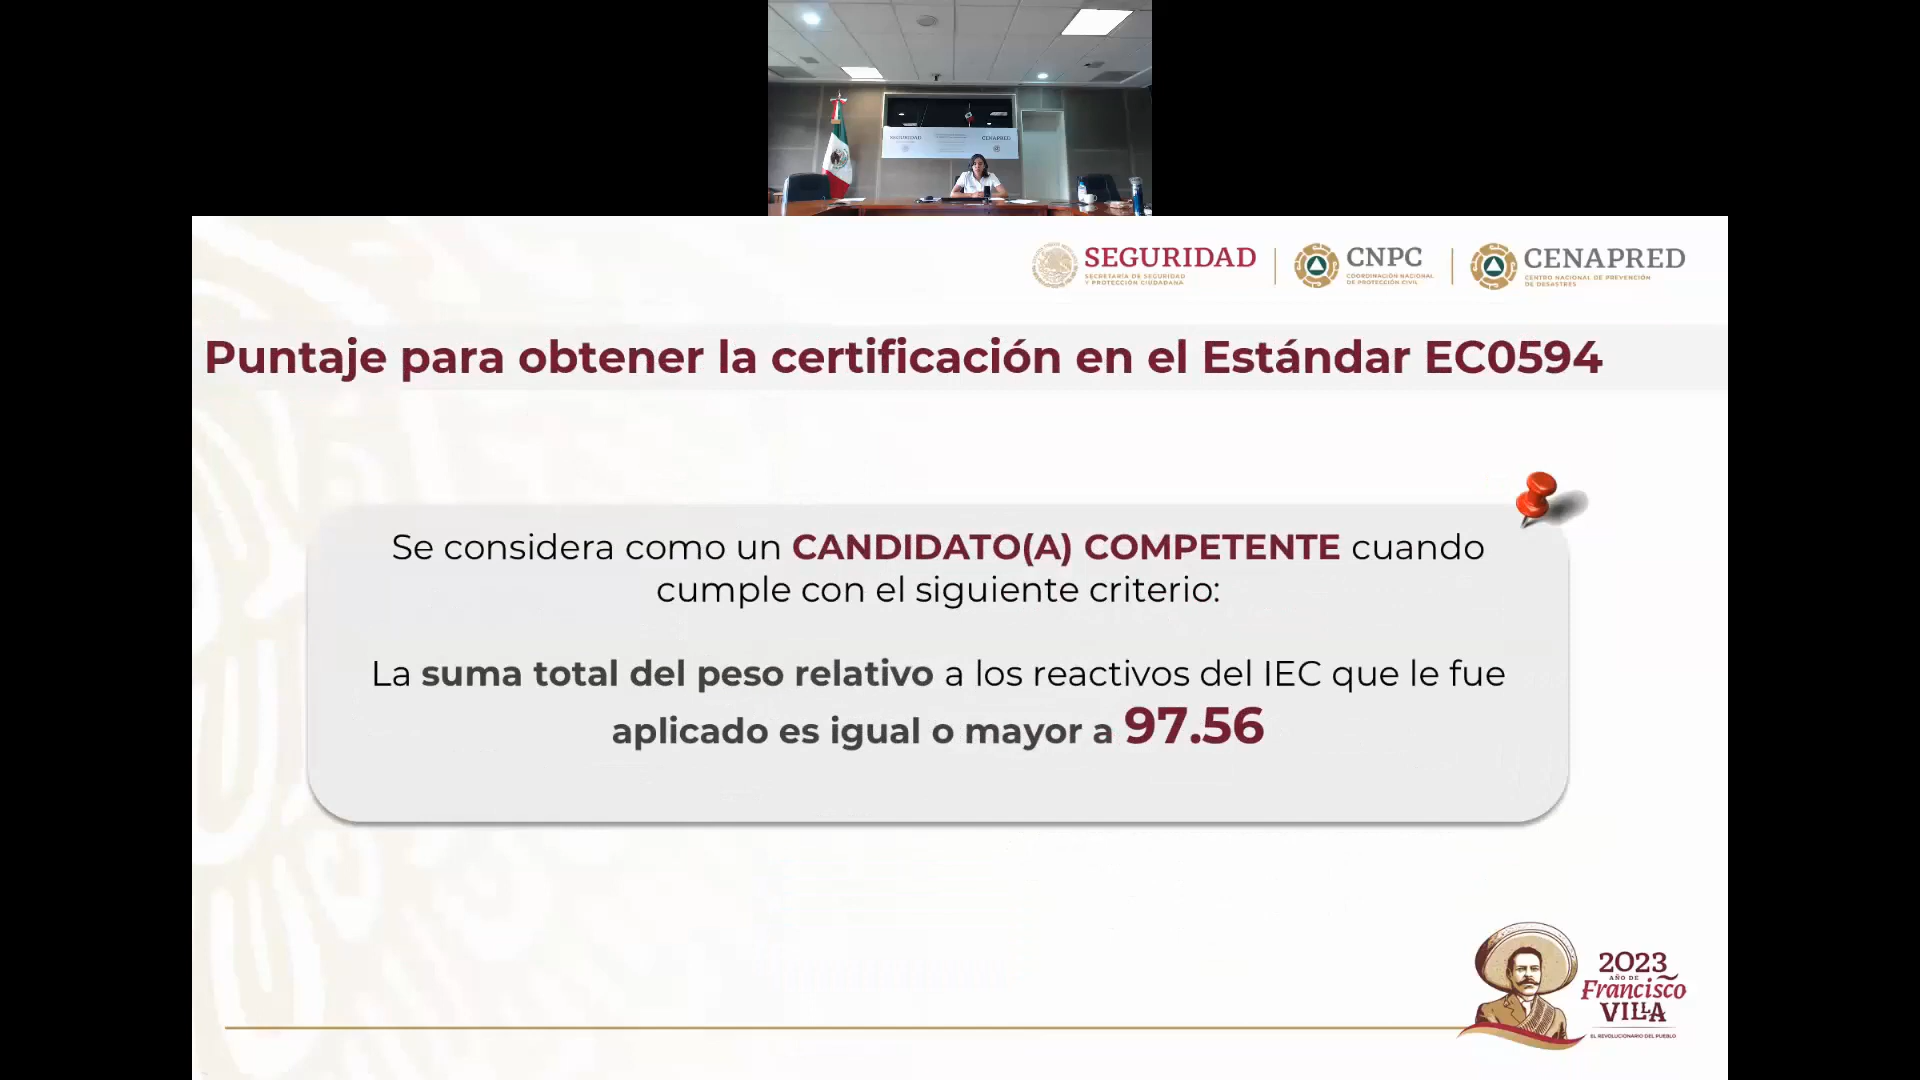 SEGURIDAD
CENAPRED
SEGURIDAD
SECRETARÍA DE SEGURIDAD
Y PROTECCIÓN CIUDADANA
CNPC
COORDINACIÓN NACIONAL
DE PROTECCIÓN CIVIL
CENAPRED
CENTRO NACIONAL DE PREVENCIÓN
DE DESASTRES
Puntaje para obtener la certificación en el Estándar EC0594
Se considera como un CANDIDATO(A) COMPETENTE cuando
cumple con el siguiente criterio:
La suma total del peso relativo a los reactivos del IEC que le fue
aplicado es igual o mayor a 97.56
2023
AÑO DE
Francisco
VILLA
EL REVOLUCIONARIO DEL PUEBLO